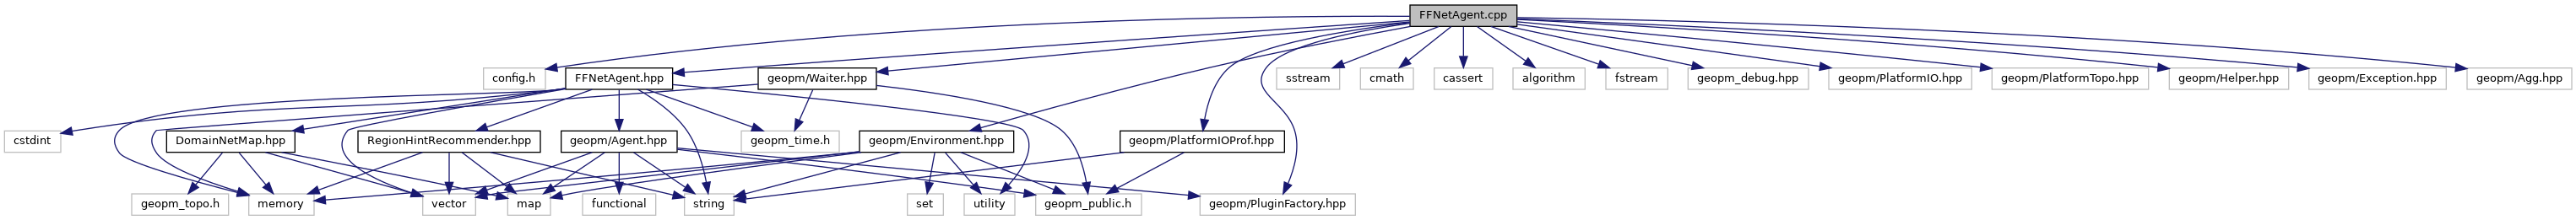 FFNetAgent.cpp
config.h
FFNetAgent.hpp
geopm/Waiter.hpp
sstream
cmath
cassert
algorithm
fstream
geopm_debug.hpp
geopm/PlatformIO.hpp
geopm/PlatformTopo.hpp
geopm/Helper.hpp
geopm/Exception.hpp
geopm/Agg.hpp
cstdint
DomainNetMap.hpp
RegionHintRecommender.hpp
geopm/Agent.hpp
geopm_time.h
geopm/Environment.hpp
geopm/PlatformIOProf.hpp
geopm_topo.h
memory
vector
map
functional
string
set
utility
geopm_public.h
geopm/PluginFactory.hpp